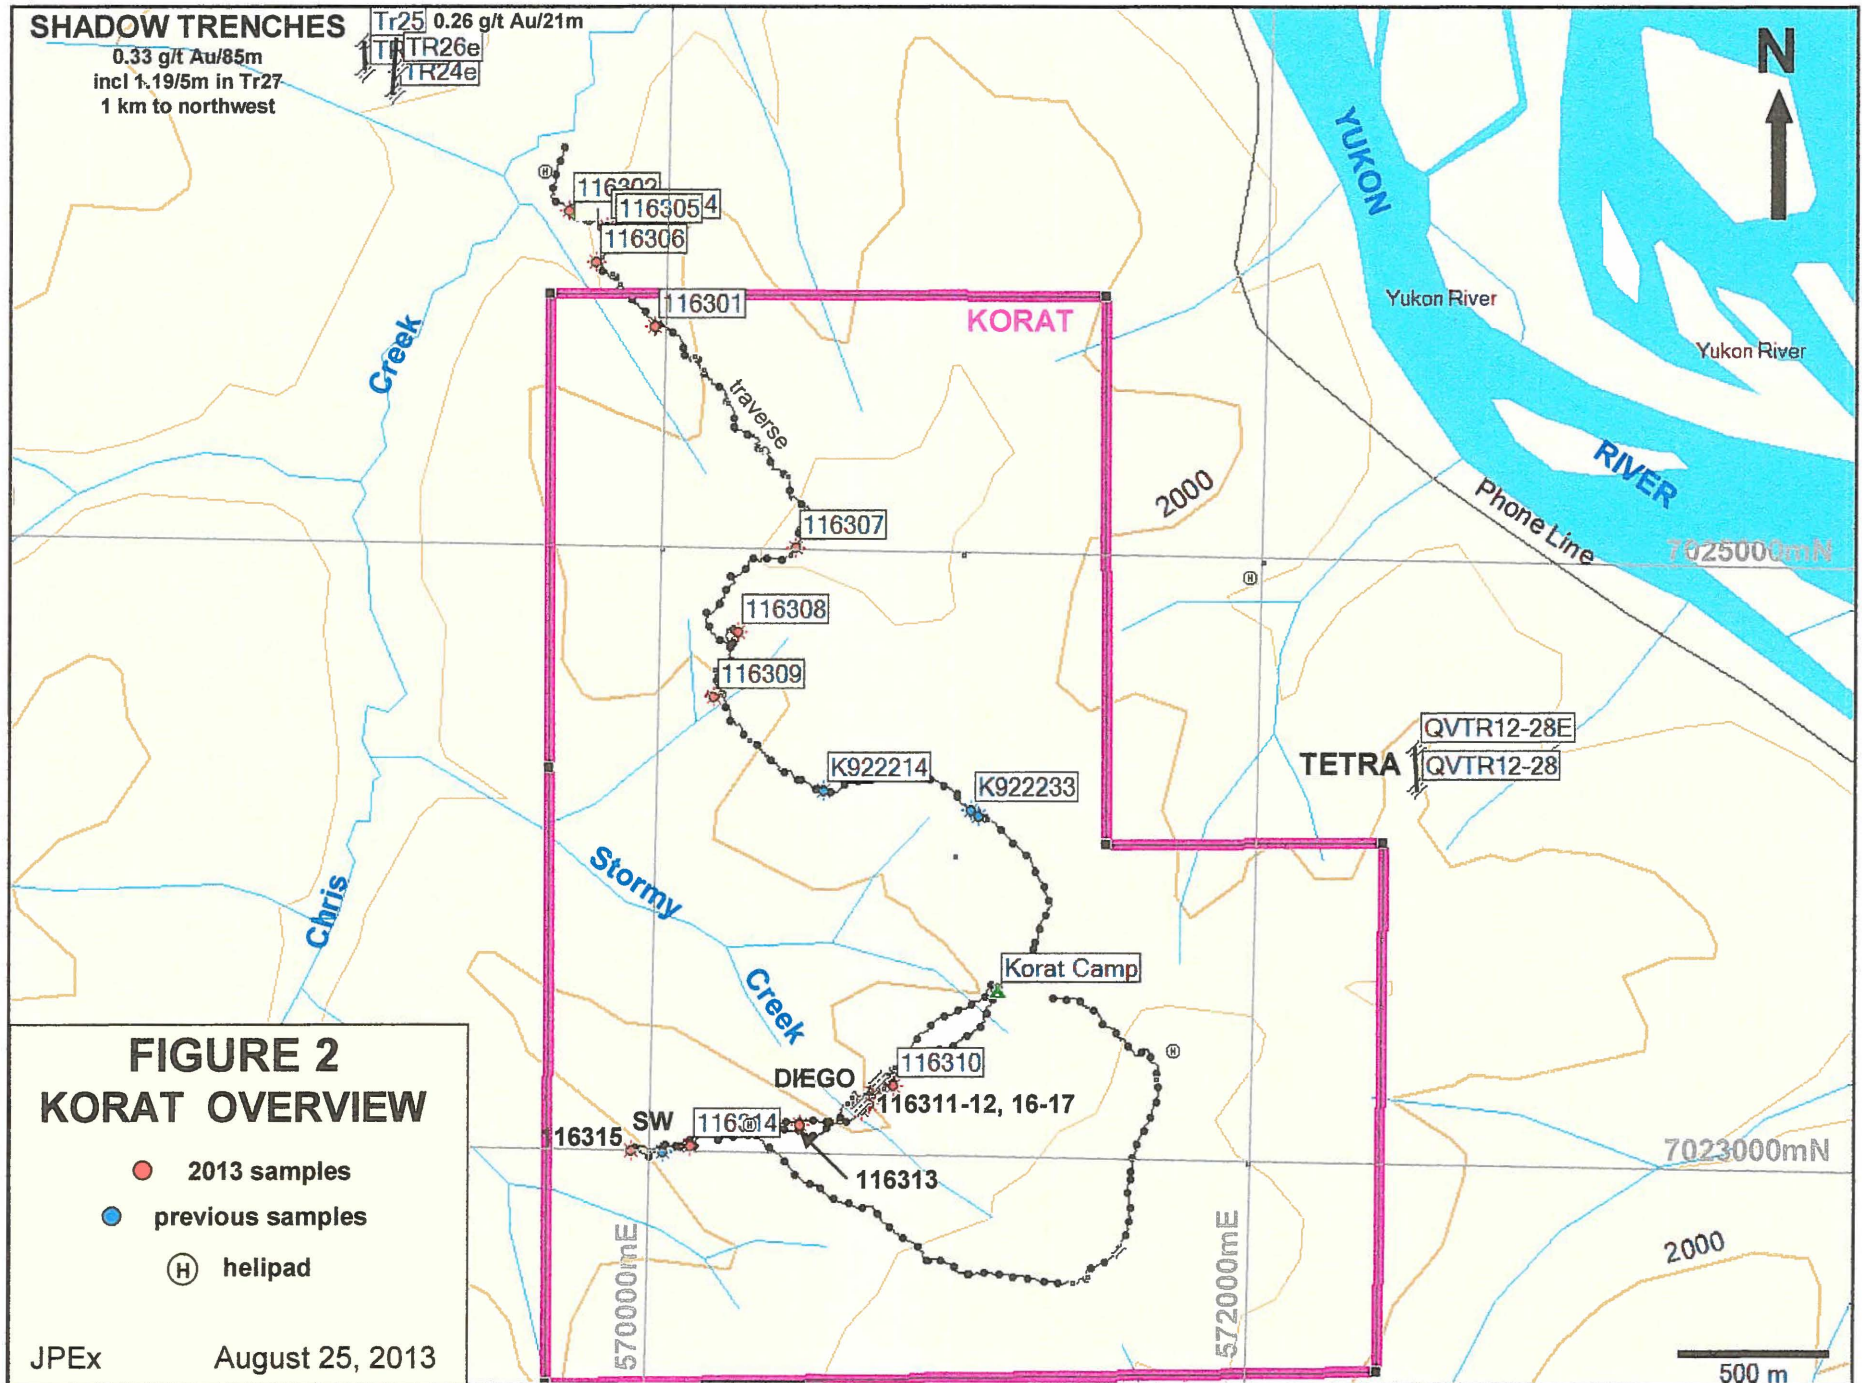 SHADOW TRENCHES
0.33 g/t Au/85m
incl 1.19/5m in Tr27
1 km to northwest
Tr25 0.26 g/t Au/21m
TR26e
TR24e
N
YUKON
116302
116305
116306
116301
KORAT
Yukon River
Yukon River
Creek
traverse
RIVER
2000
Phone Line
116307
7025000mN
116308
116309
QVTR12-28E
TETRA
QVTR12-28
K922214
K922233
Stormy
Chris
Korat Camp
Creek
FIGURE 2
KORAT OVERVIEW
2013 samples
previous samples
H helipad
JPEx August 25, 2013
116310
DIEGO
116311-12, 16-17
SW
116314
16315
116313
7023000mN
570000mE
572000mE
2000
500 m